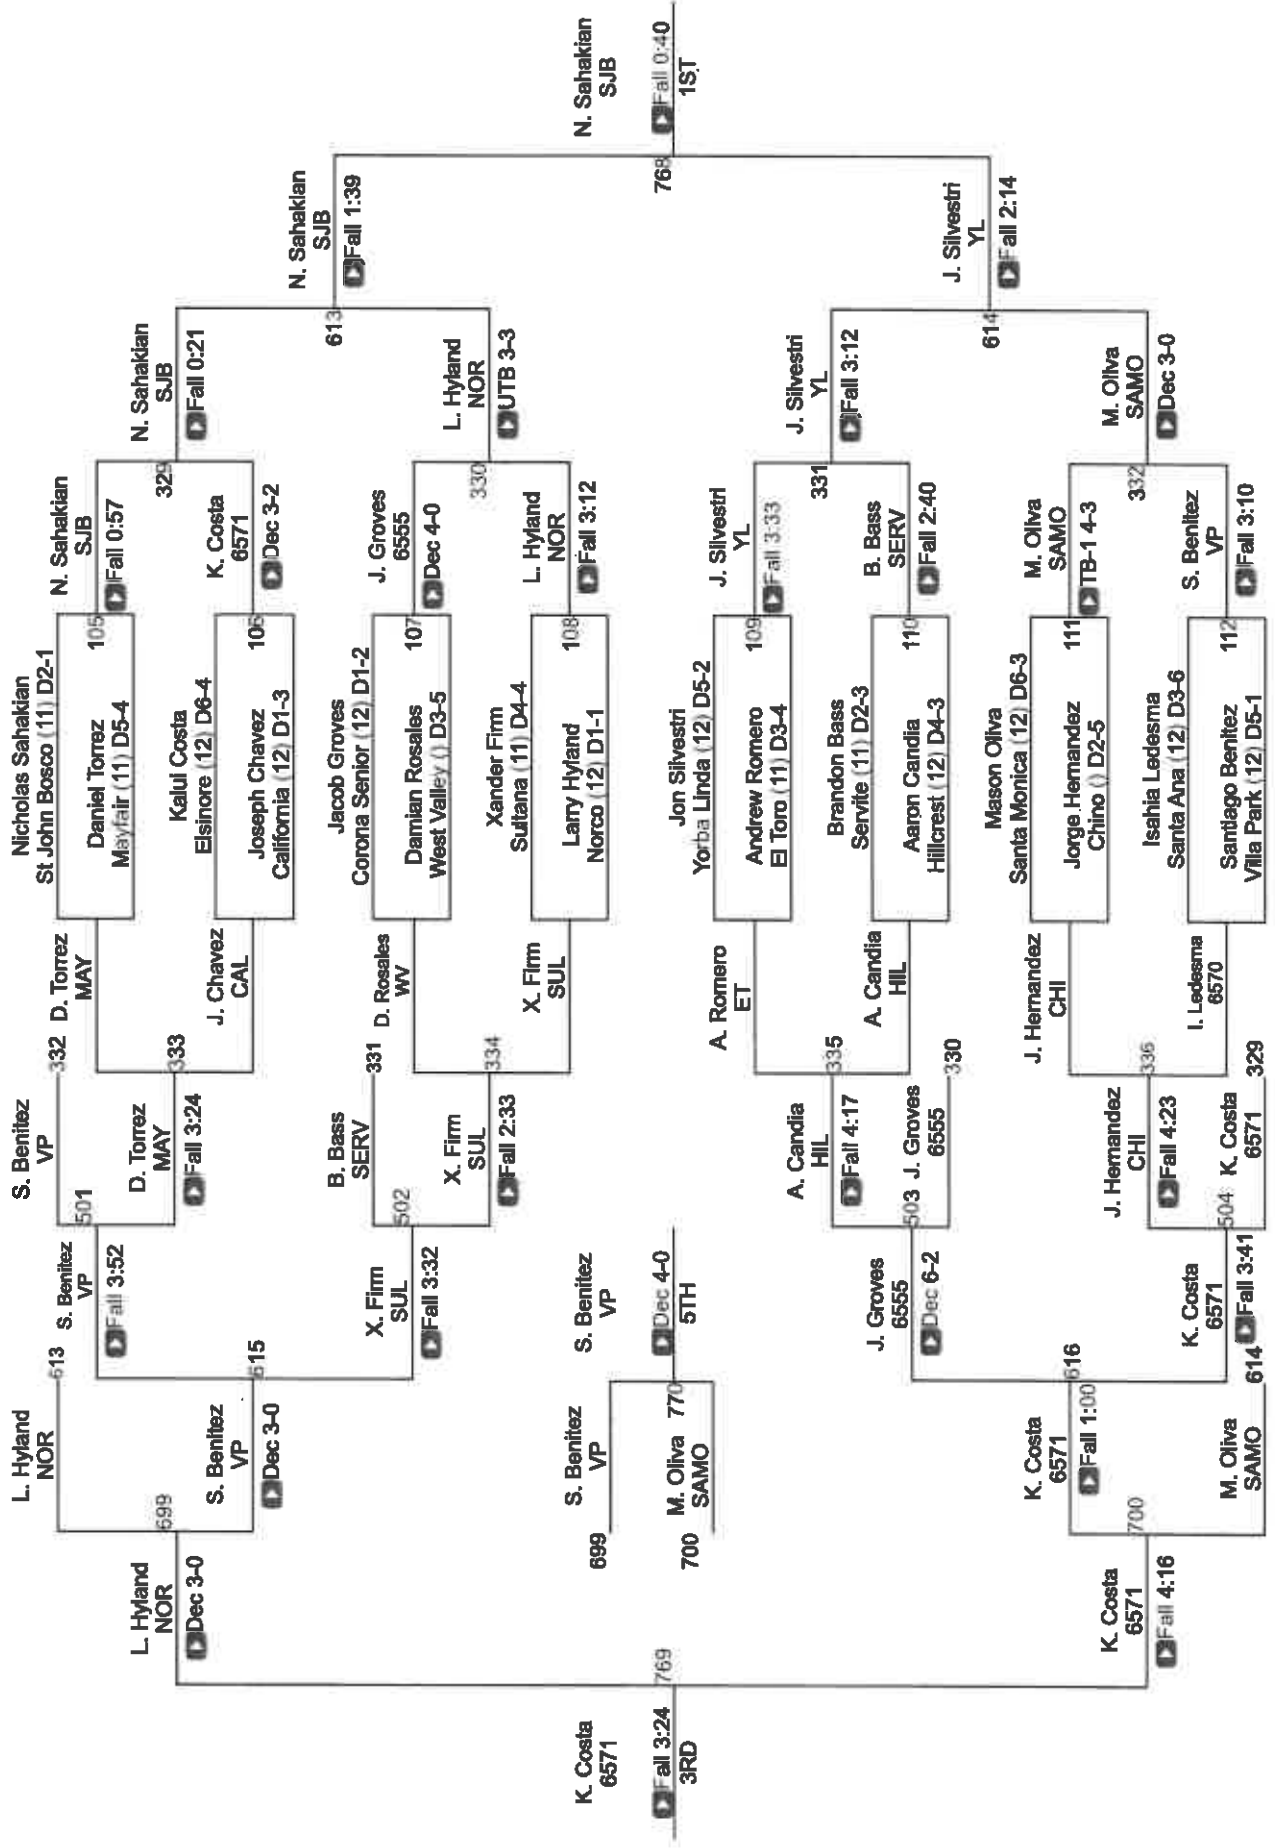 Nicholas Sahakian
St John Bosco (11) D2-1
105
Daniel Torrez
Mayfair (11) D5-4
Kalui Costa
Elsinore (12) D6-4
106
Joseph Chavez
California (12) D1-3
Jacob Groves
Corona Senior (12) D1-2
107
Damian Rosales
West Valley () D3-5
Xander Firm
Sultana (11) D4-4
108
Larry Hyland
Norco (12) D1-1
Jon Silvestri
Yorba Linda (12) D5-2
109
Andrew Romero
El Toro (11) D3-4
Brandon Bass
Servite (11) D2-3
110
Aaron Candia
Hillcrest (12) D4-3
Mason Oliva
Santa Monica (12) D6-3
111
Jorge Hernandez
Chino () D2-5
Isahia Ledesma
Santa Ana (12) D3-6
112
Santiago Benitez
Villa Park (12) D5-1
N. Sahakian
SJB
Fall 0:57
329
K. Costa
6571
Dec 3-2
J. Groves
6555
Dec 4-0
330
L. Hyland
NOR
Fall 3:12
J. Silvestri
YL
Fall 3:33
331
B. Bass
SERV
Fall 2:40
M. Oliva
SAMO
TB-1 4-3
332
S. Benitez
VP
Fall 3:10
N. Sahakian
SJB
Fall 0:21
613
L. Hyland
NOR
UTB 3-3
J. Silvestri
YL
Fall 3:12
614
M. Oliva
SAMO
Dec 3-0
N. Sahakian
SJB
Fall 1:39
768
J. Silvestri
YL
Fall 2:14
N. Sahakian
SJB
Fall 0:40
1ST
D. Torrez
MAY
333
J. Chavez
CAL
D. Rosales
WV
334
X. Firm
SUL
A. Romero
ET
335
A. Candia
HIL
J. Hernandez
CHI
336
I. Ledesma
6570
S. Benitez
VP
332
501
D. Torrez
MAY
Fall 3:24
B. Bass
SERV
331
502
X. Firm
SUL
Fall 2:33
A. Candia
HIL
Fall 4:17
503
J. Groves
6555
330
J. Hernandez
CHI
Fall 4:23
504
K. Costa
6571
329
L. Hyland
NOR
613
S. Benitez
VP
Fall 3:52
615
X. Firm
SUL
Fall 3:32
J. Groves
6555
Dec 6-2
616
K. Costa
6571
Fall 3:41
614
699
S. Benitez
VP
Dec 3-0
K. Costa
6571
Fall 1:00
700
M. Oliva
SAMO
L. Hyland
NOR
Dec 3-0
769
K. Costa
6571
Fall 4:16
K. Costa
6571
Fall 3:24
3RD
699
S. Benitez
VP
770
700
M. Oliva
SAMO
S. Benitez
VP
Dec 4-0
5TH